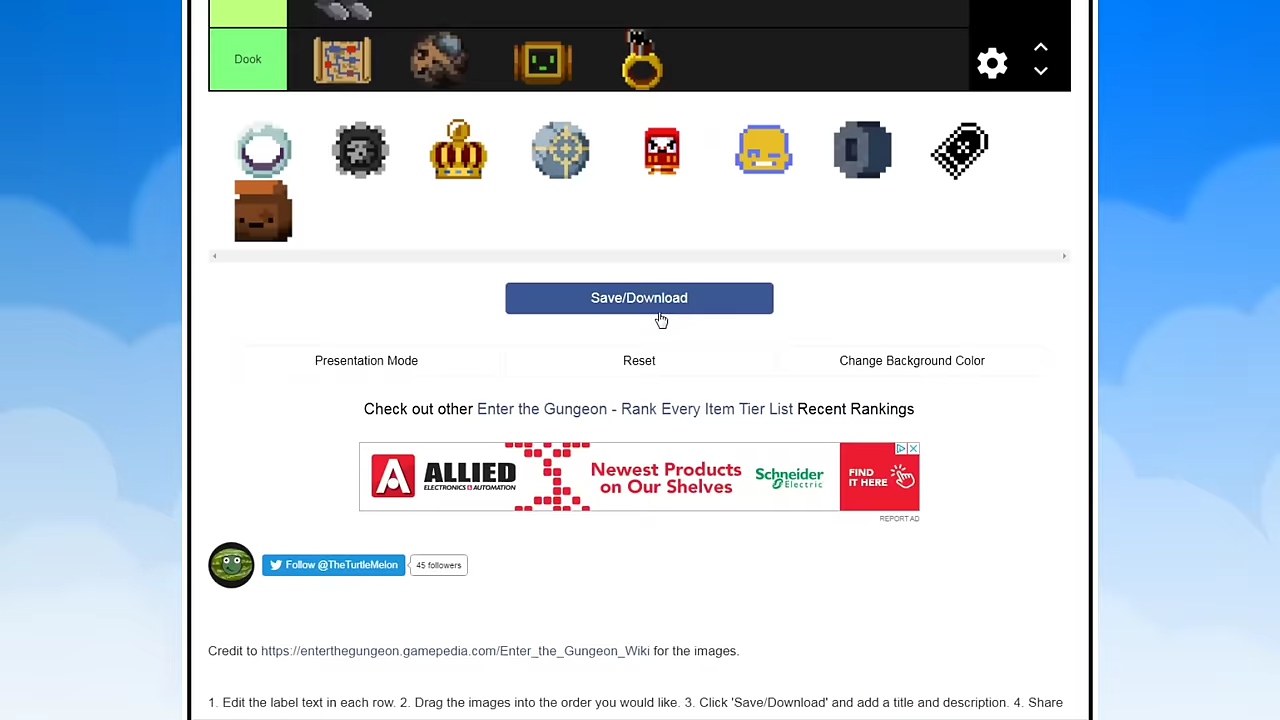 Dook
Save/Download
Presentation Mode
Reset
Change Background Color
Check out other Enter the Gungeon - Rank Every Item Tier List Recent Rankings
ALLIED
ELECTRONICS & AUTOMATION
Newest Products
on Our Shelves
Schneider
Electric
FIND
IT HERE
REPORT AD
Follow @TheTurtleMelon
45 followers
Credit to https://enterthegungeon.gamepedia.com/Enter_the_Gungeon_Wiki for the images.
1. Edit the label text in each row. 2. Drag the images into the order you would like. 3. Click 'Save/Download' and add a title and description. 4. Share